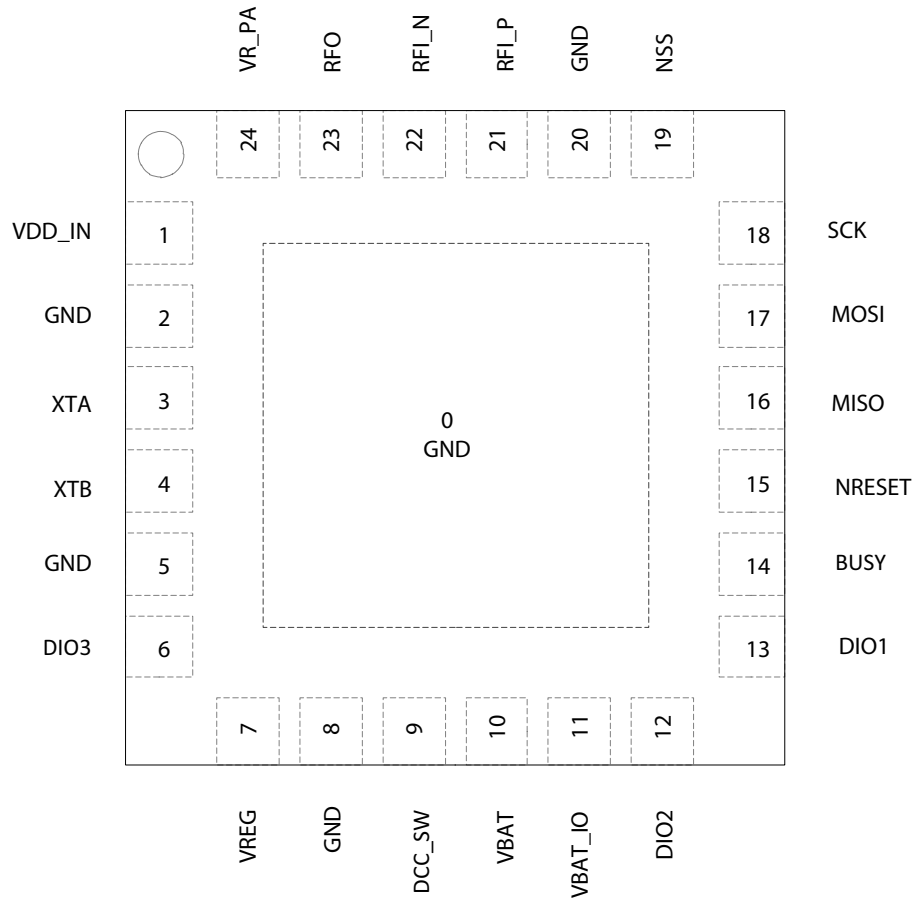 VR_PA
RFO
RFI_N
RFI_P
GND
NSS
24
23
22
21
20
19
VDD_IN
1
18
SCK
GND
2
17
MOSI
XTA
3
16
MISO
0
GND
XTB
4
15
NRESET
GND
5
14
BUSY
DIO3
6
13
DIO1
7
8
9
10
11
12
VREG
GND
DCC_SW
VBAT
VBAT_IO
DIO2